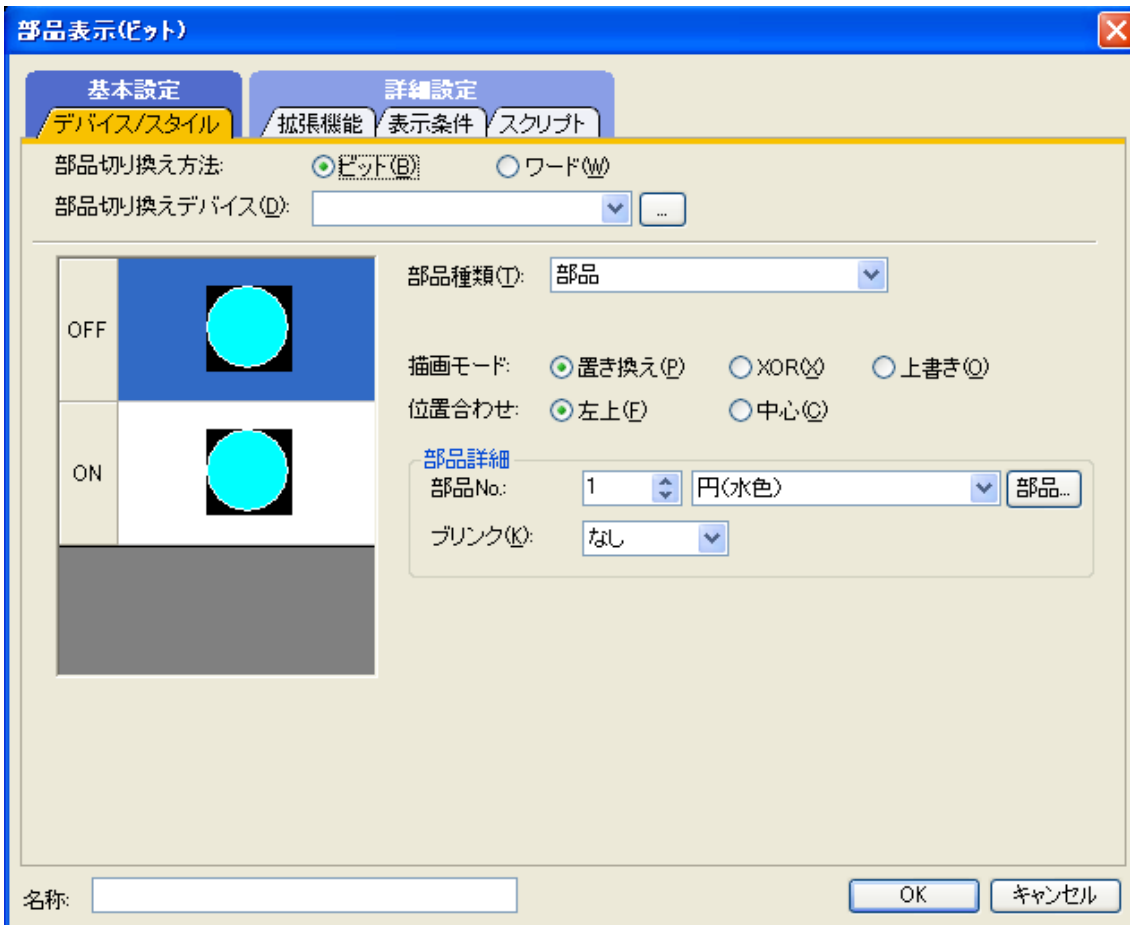 部品表示(ビット)
基本設定 詳細設定
デバイス/スタイル 拡張機能 表示条件 スクリプト
部品切り換え方法: ビット(B) ワード(W)
部品切り換えデバイス(D): ...
部品種類(T): 部品
OFF
描画モード: 置き換え(P) XOR(X) 上書き(O)
位置合わせ: 左上(F) 中心(C)
部品詳細
ON
部品No.: 1 円(水色) 部品...
ブリンク(K): なし
名称: OK キャンセル